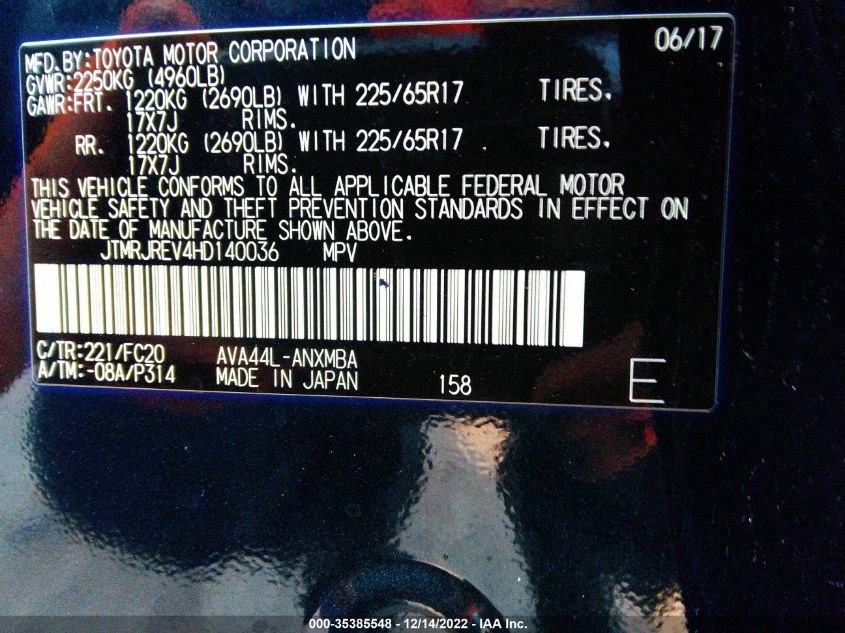 MFD. BY: TOYOTA MOTOR CORPORATION 06/17
GVWR: 2250KG (4960LB)
GAWR: FRT. 1220KG (2690LB) WITH 225/65R17 TIRES.
17X7J RIMS.
RR. 1220KG (2690LB) WITH 225/65R17 . TIRES.
17X7J RIMS.
THIS VEHICLE CONFORMS TO ALL APPLICABLE FEDERAL MOTOR
VEHICLE SAFETY AND THEFT PREVENTION STANDARDS IN EFFECT ON
THE DATE OF MANUFACTURE SHOWN ABOVE.
JTMRJREV4HD140036 MPV
C/TR: 221/FC20 AVA44L-ANXMBA
A/TM: -08A/P314 MADE IN JAPAN 158 E
000-35385548 - 12/14/2022 - IAA Inc.